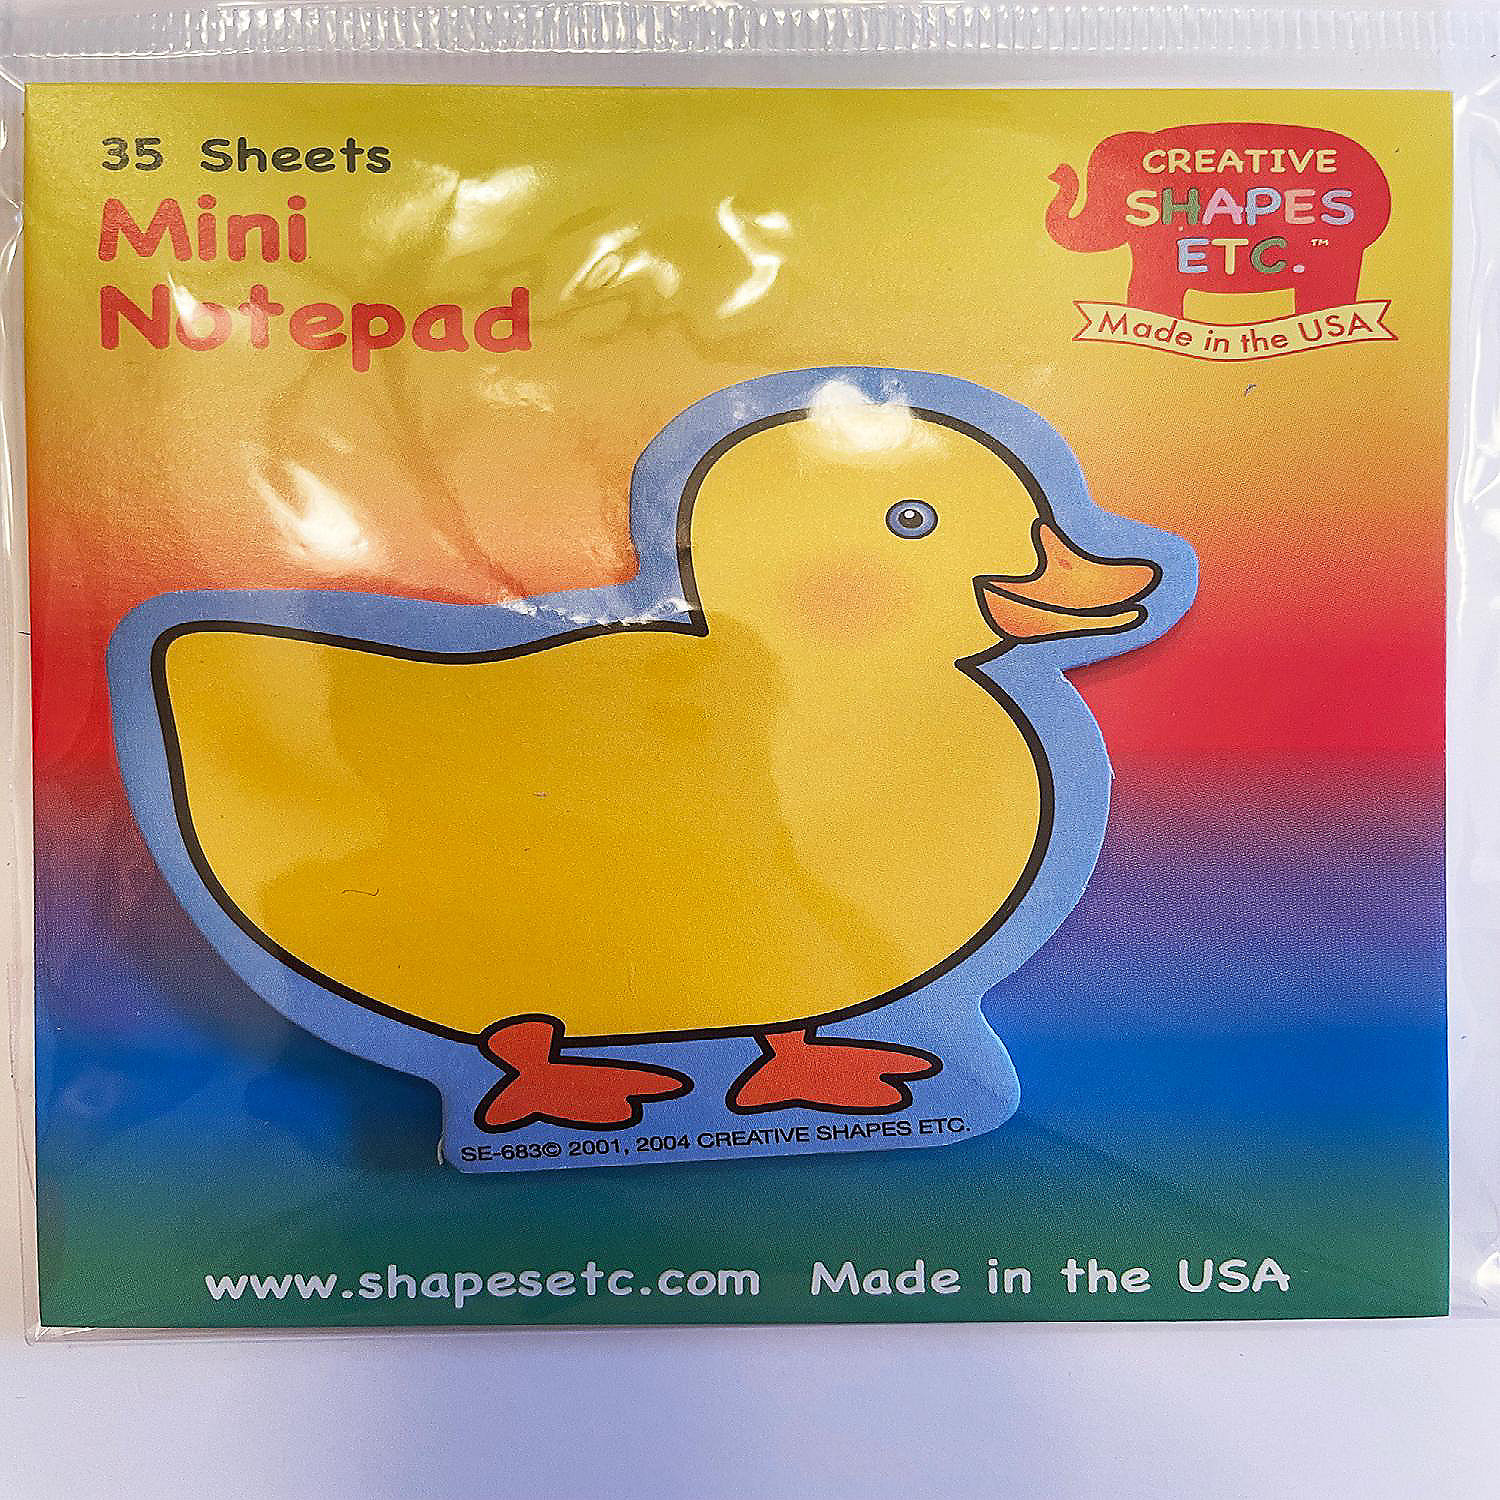 35 Sheets
Mini
Notepad
CREATIVE
SHAPES
ETC.™
Made in the USA
SE-683© 2001, 2004 CREATIVE SHAPES ETC.
www.shapesetc.com Made in the USA